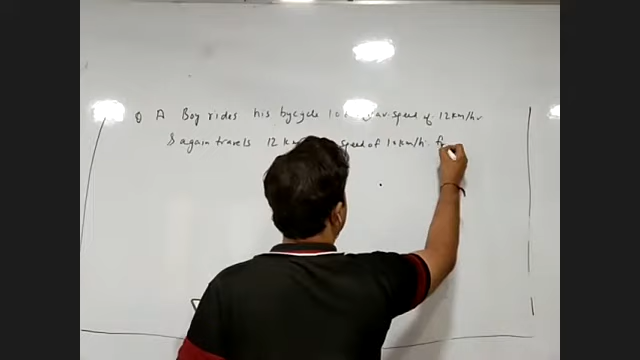 Q A Boy rides his bycycle 10 av. speed of 12 km/hr
& again travels 12 km speed of 10 km/h.